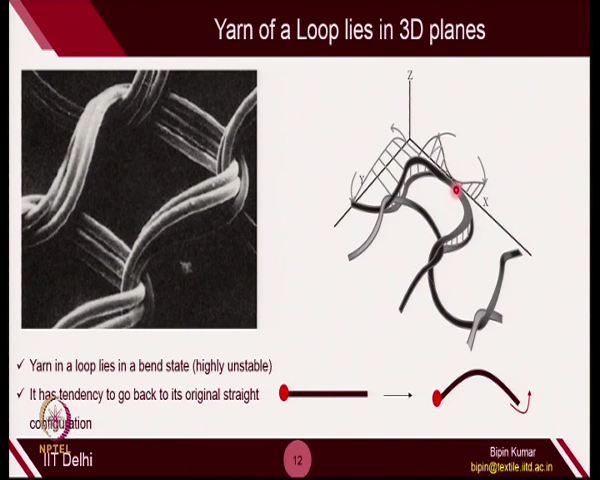 Yarn of a Loop lies in 3D planes
Z
Y
X
✓ Yarn in a loop lies in a bend state (highly unstable)
✓ It has tendency to go back to its original straight
configuration
NPTEL
IIT Delhi
12
Bipin Kumar
bipin@textile.iitd.ac.in